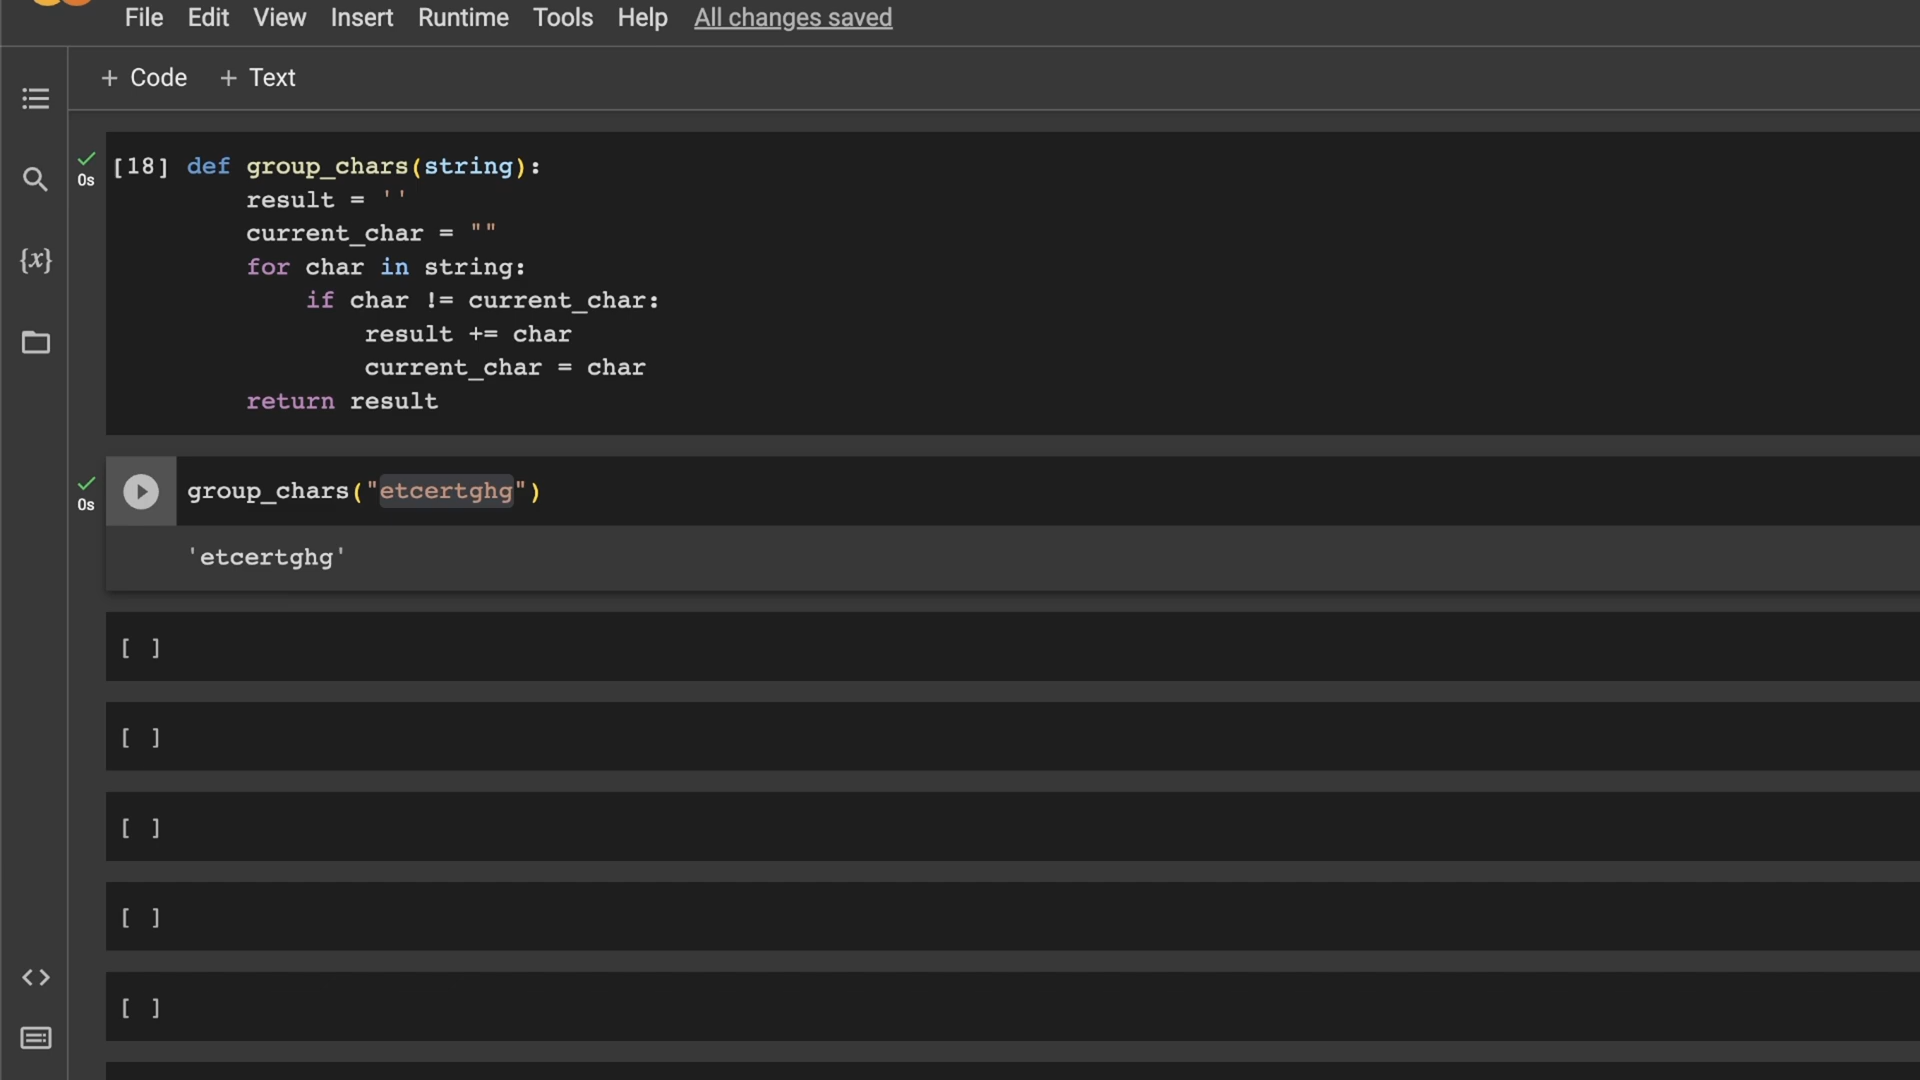 File Edit View Insert Runtime Tools Help All changes saved
+ Code + Text
0s
[18] def group_chars(string):
result = ''
current_char = ""
for char in string:
if char != current_char:
result += char
current_char = char
return result
0s
group_chars("etcertghg")
'etcertghg'
[ ]
[ ]
[ ]
[ ]
[ ]
{x}